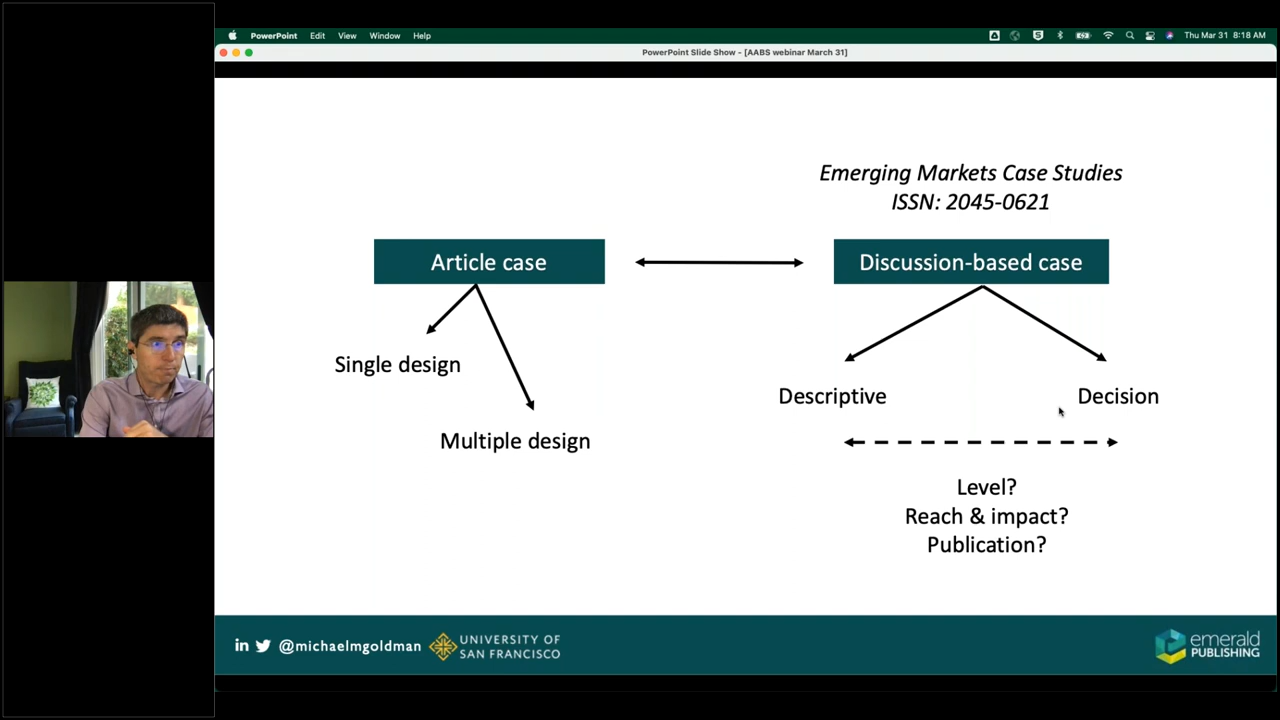 PowerPoint Edit View Window Help
Thu Mar 31 8:18 AM
PowerPoint Slide Show - [AABS webinar March 31]
Emerging Markets Case Studies
ISSN: 2045-0621
Article case
Discussion-based case
Single design
Multiple design
Descriptive
Decision
Level?
Reach & impact?
Publication?
in @michaelmgoldman
UNIVERSITY OF
SAN FRANCISCO
emerald
PUBLISHING